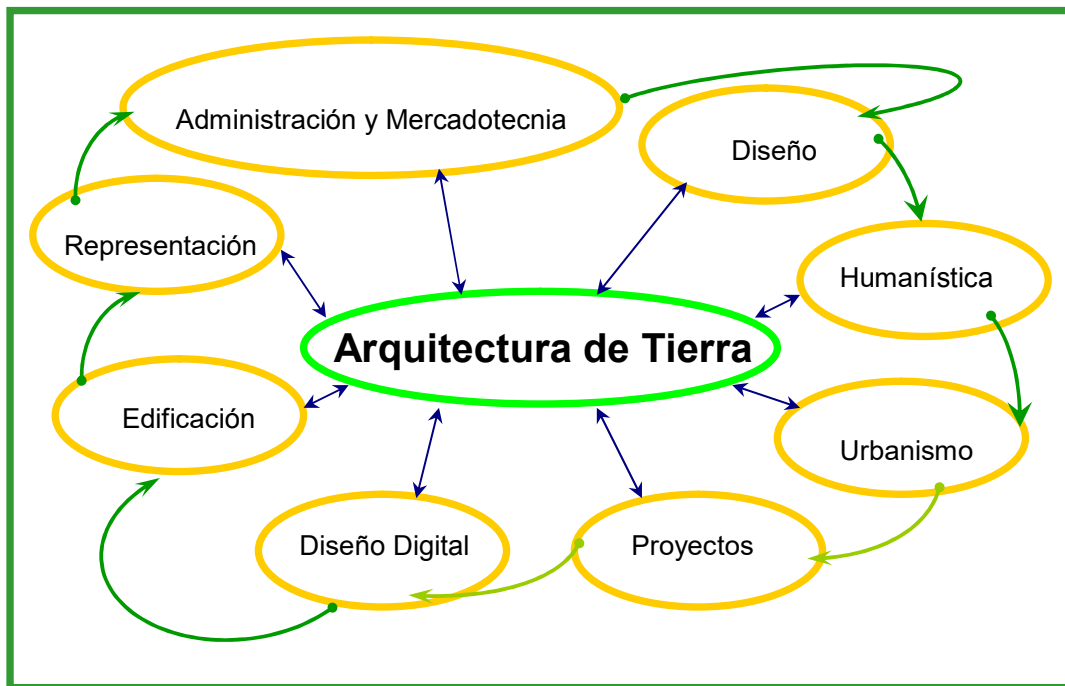 Administración y Mercadotecnia
Diseño
Representación
Humanística
Arquitectura de Tierra
Edificación
Urbanismo
Diseño Digital
Proyectos